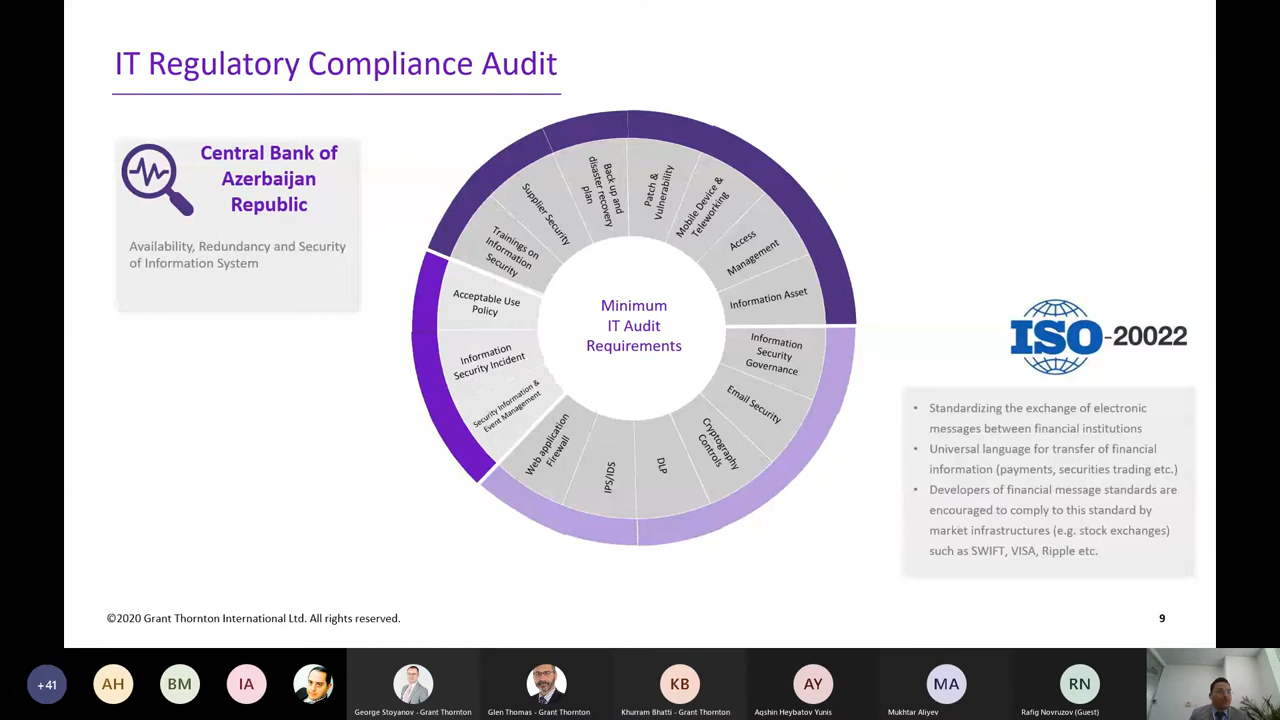 IT Regulatory Compliance Audit
Central Bank of
Azerbaijan
Republic
Availability, Redundancy and Security
of Information System
Back up and
disaster recovery
plan
Patch &
Vulnerability
Mobile Device &
Teleworking
Access
Management
Information Asset
Information
Security
Governance
Email Security
Cryptography
Controls
DLP
IPS/IDS
Web application
Firewall
Security Information &
Event Management
Information
Security Incident
Acceptable Use
Policy
Trainings on
Information
Security
Supplier Security
Minimum
IT Audit
Requirements
ISO-20022
• Standardizing the exchange of electronic
messages between financial institutions
• Universal language for transfer of financial
information (payments, securities trading etc.)
• Developers of financial message standards are
encouraged to comply to this standard by
market infrastructures (e.g. stock exchanges)
such as SWIFT, VISA, Ripple etc.
©2020 Grant Thornton International Ltd. All rights reserved.
9
+41
AH
BM
IA
George Stoyanov - Grant Thornton
Glen Thomas - Grant Thornton
KB
Khurram Bhatti - Grant Thornton
AY
Aqshin Heybatov Yunis
MA
Mukhtar Aliyev
RN
Rafig Novruzov (Guest)